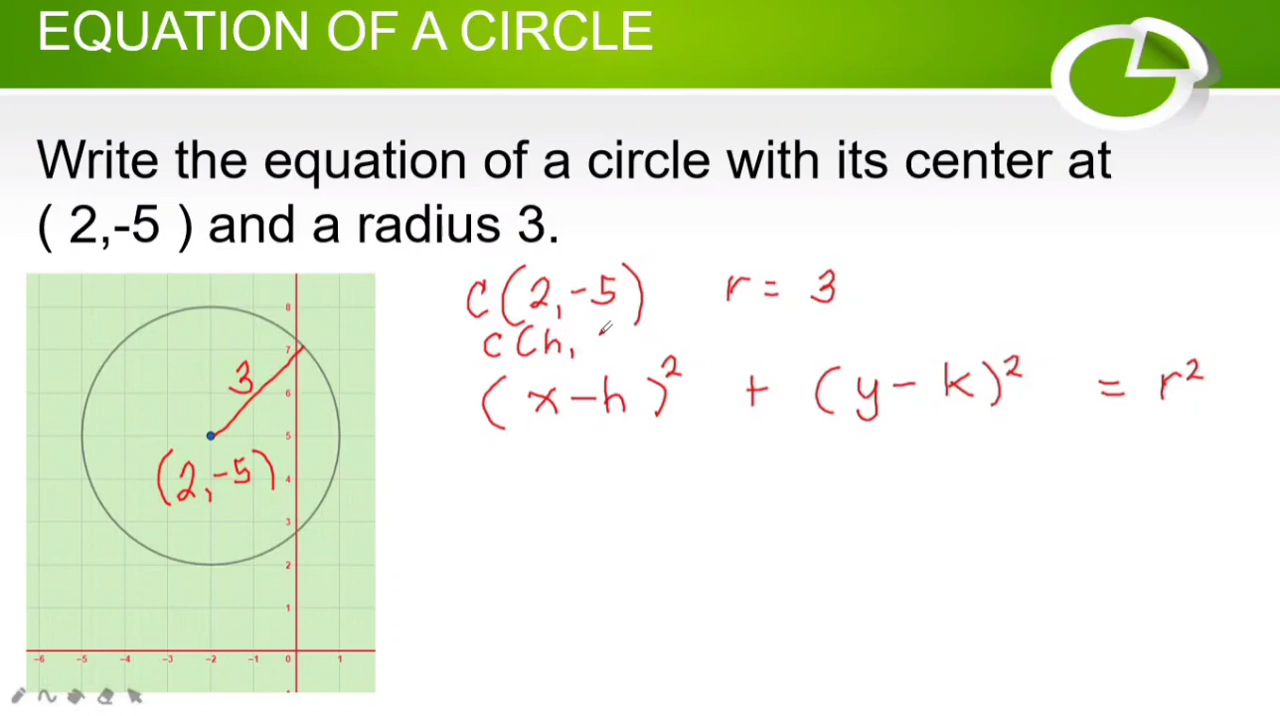 EQUATION OF A CIRCLE
Write the equation of a circle with its center at
( 2,-5 ) and a radius 3.
C(2,-5) r = 3
C(h,
(x-h)² + (y-k)² = r²
8
7
3
6
5
(2,-5)
4
3
2
1
-6 -5 -4 -3 -2 -1 0 1